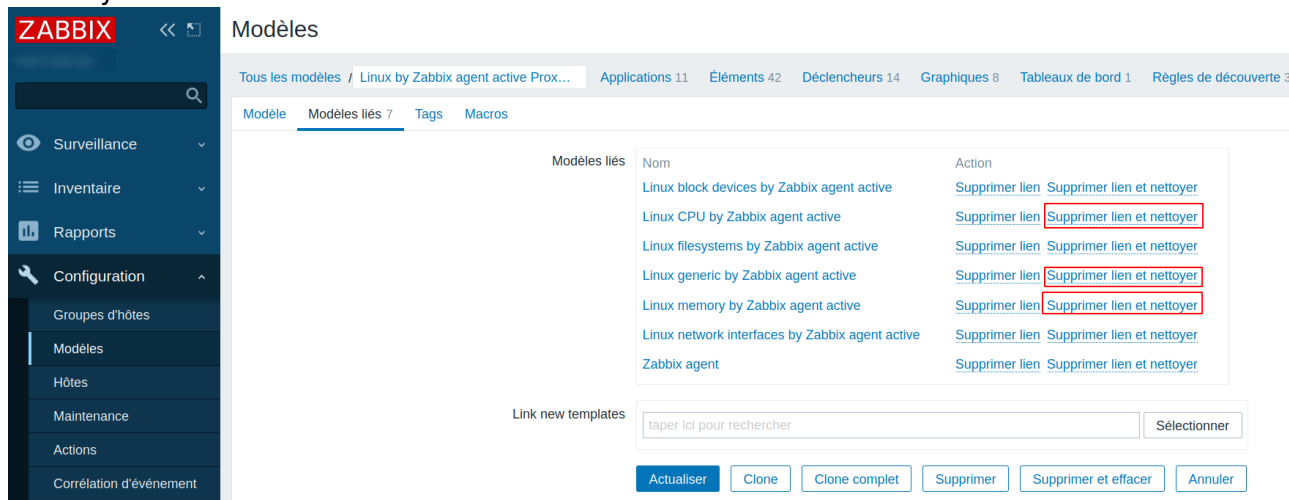 ZABBIX
Modèles
Tous les modèles / Linux by Zabbix agent active Prox… Applications 11 Éléments 42 Déclencheurs 14 Graphiques 8 Tableaux de bord 1 Règles de découverte 3
Modèle Modèles liés 7 Tags Macros
Surveillance
Inventaire
Rapports
Configuration
Groupes d'hôtes
Modèles
Hôtes
Maintenance
Actions
Corrélation d'événement
Modèles liés Nom Action
Linux block devices by Zabbix agent active Supprimer lien Supprimer lien et nettoyer
Linux CPU by Zabbix agent active Supprimer lien Supprimer lien et nettoyer
Linux filesystems by Zabbix agent active Supprimer lien Supprimer lien et nettoyer
Linux generic by Zabbix agent active Supprimer lien Supprimer lien et nettoyer
Linux memory by Zabbix agent active Supprimer lien Supprimer lien et nettoyer
Linux network interfaces by Zabbix agent active Supprimer lien Supprimer lien et nettoyer
Zabbix agent Supprimer lien Supprimer lien et nettoyer
Link new templates taper ici pour rechercher Sélectionner
Actualiser Clone Clone complet Supprimer Supprimer et effacer Annuler